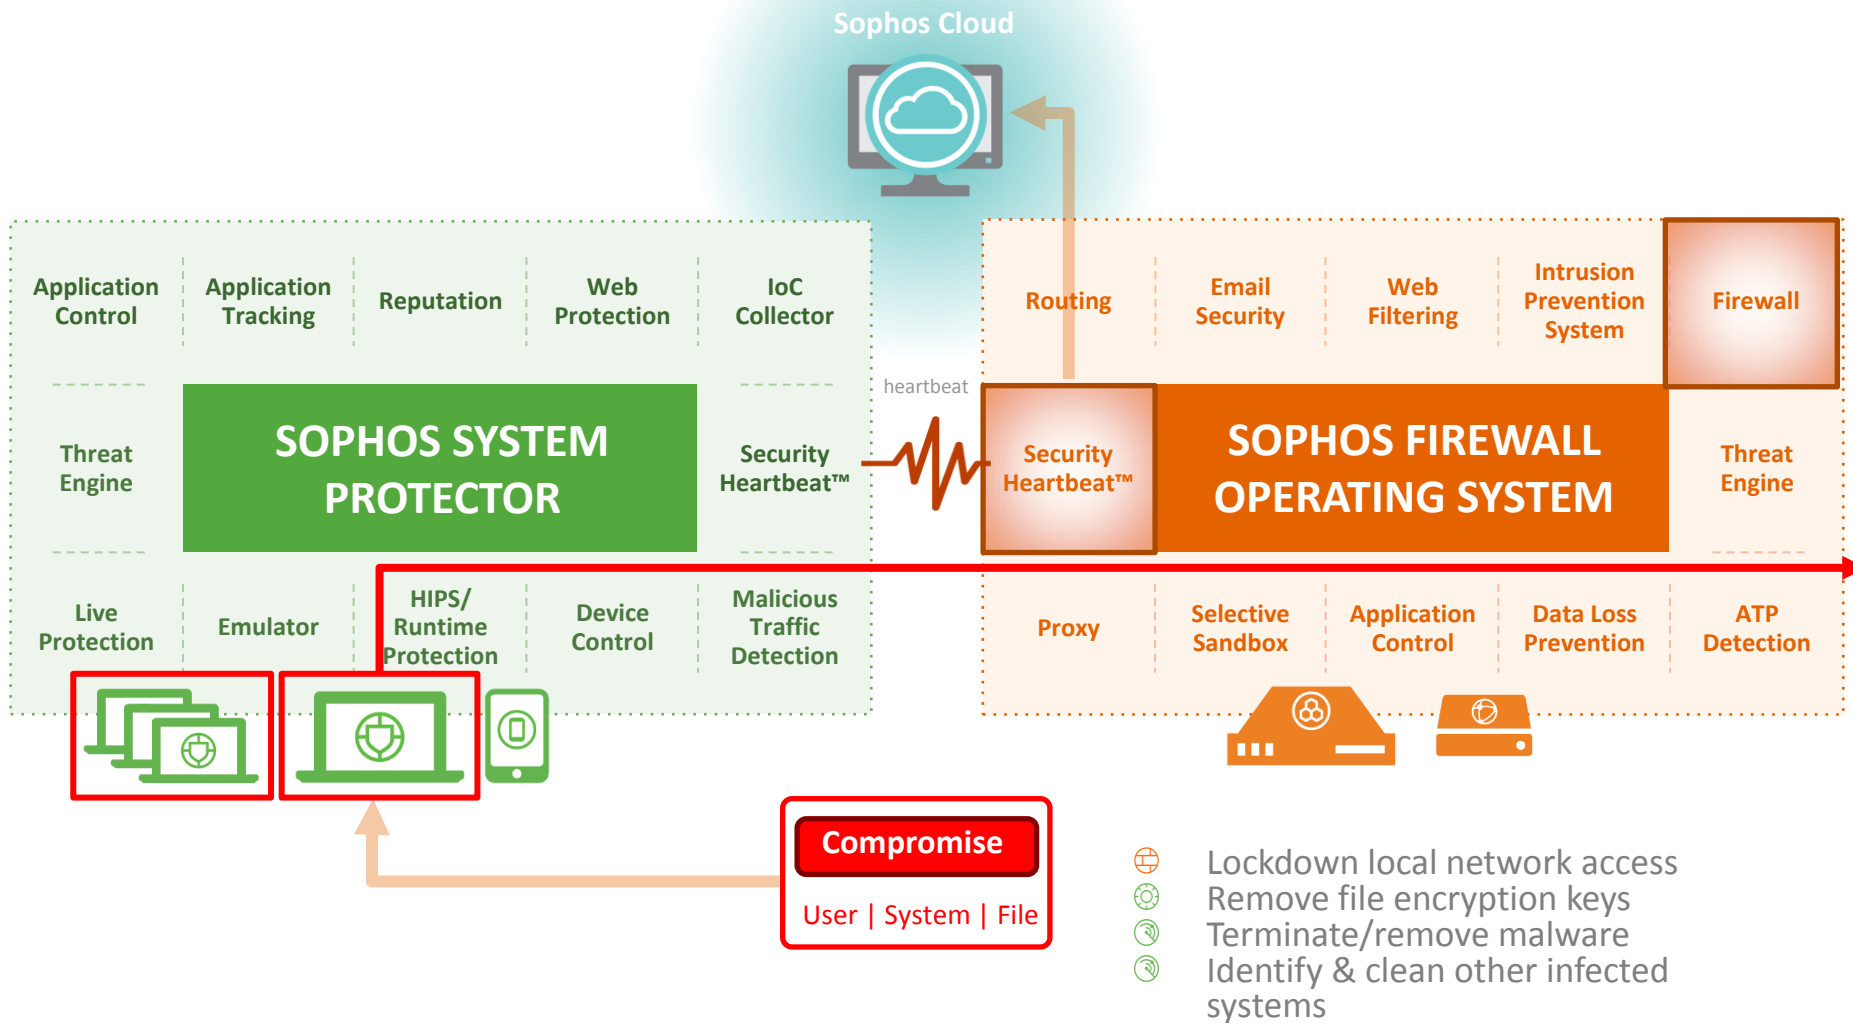 Sophos Cloud
Application
Control
Application
Tracking
Reputation
Web
Protection
IoC
Collector
Threat
Engine
SOPHOS SYSTEM
PROTECTOR
Security
Heartbeat™
Live
Protection
Emulator
HIPS/
Runtime
Protection
Device
Control
Malicious
Traffic
Detection
heartbeat
Routing
Email
Security
Web
Filtering
Intrusion
Prevention
System
Firewall
Security
Heartbeat™
SOPHOS FIREWALL
OPERATING SYSTEM
Threat
Engine
Proxy
Selective
Sandbox
Application
Control
Data Loss
Prevention
ATP
Detection
Compromise
User | System | File
Lockdown local network access
Remove file encryption keys
Terminate/remove malware
Identify & clean other infected
systems